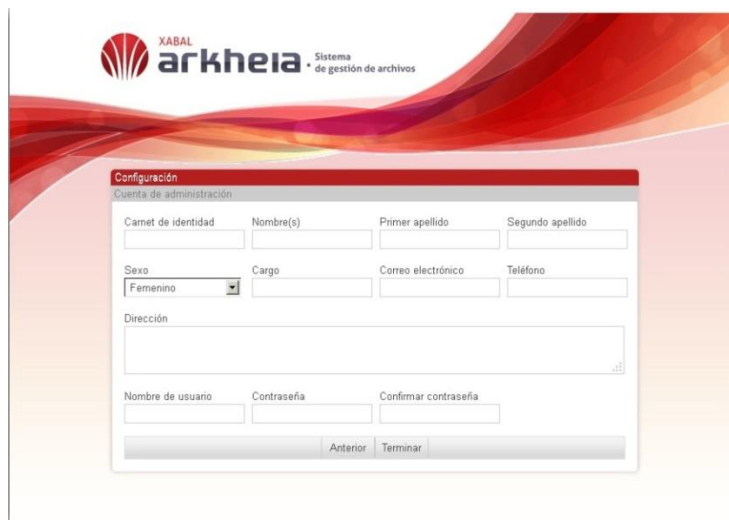 XABAL
arkheia · Sistema
de gestión de archivos
Configuración
Cuenta de administración
Carnet de identidad Nombre(s) Primer apellido Segundo apellido
Sexo Cargo Correo electrónico Teléfono
Femenino
Dirección
Nombre de usuario Contraseña Confirmar contraseña
Anterior Terminar